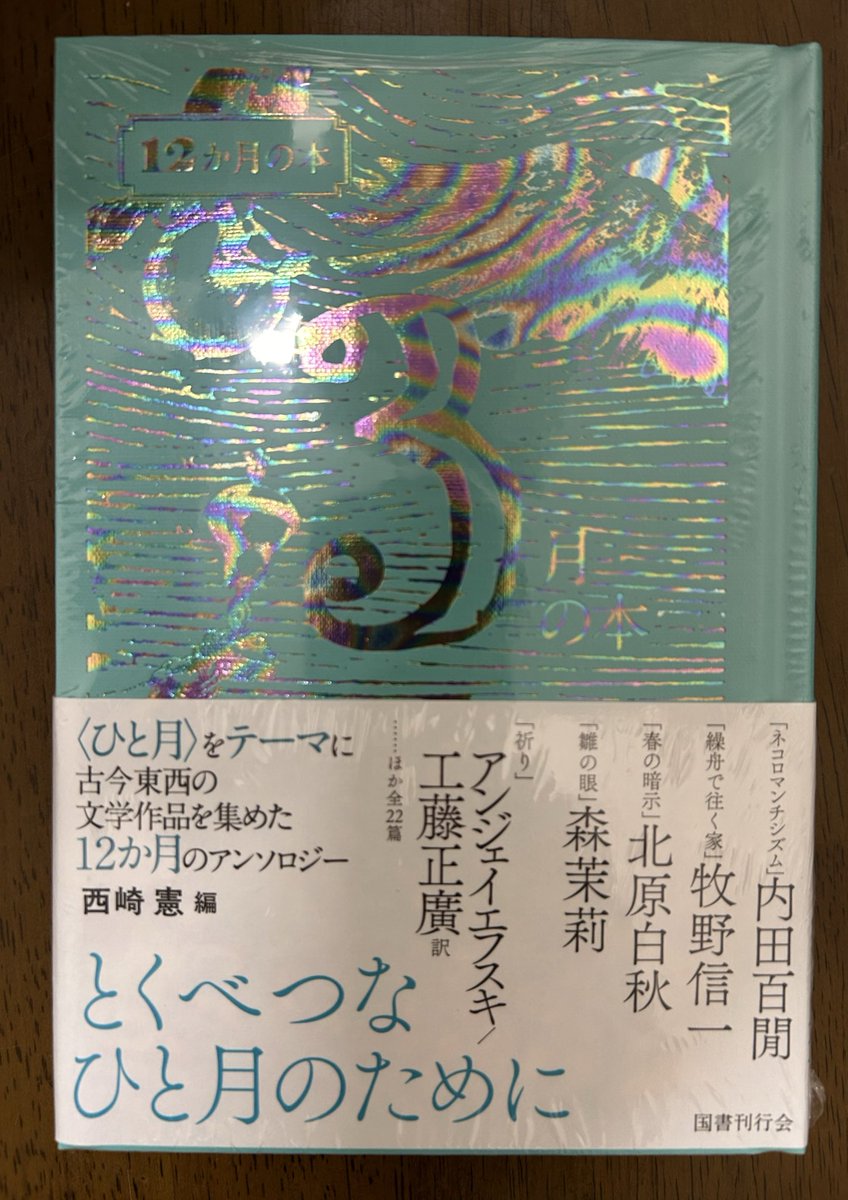 12か月の本
3
月
の本
〈ひと月〉をテーマに
古今東西の
文学作品を集めた
12か月のアンソロジー
西崎憲 編
とくべつな
ひと月のために
「ネコロマンチシズム」内田百閒
「繰舟で往く家」牧野信一
「春の暗示」北原白秋
「雛の眼」森茉莉
「祈り」
アンジェイエフスキ/
工藤正廣 訳
……ほか全22篇
国書刊行会